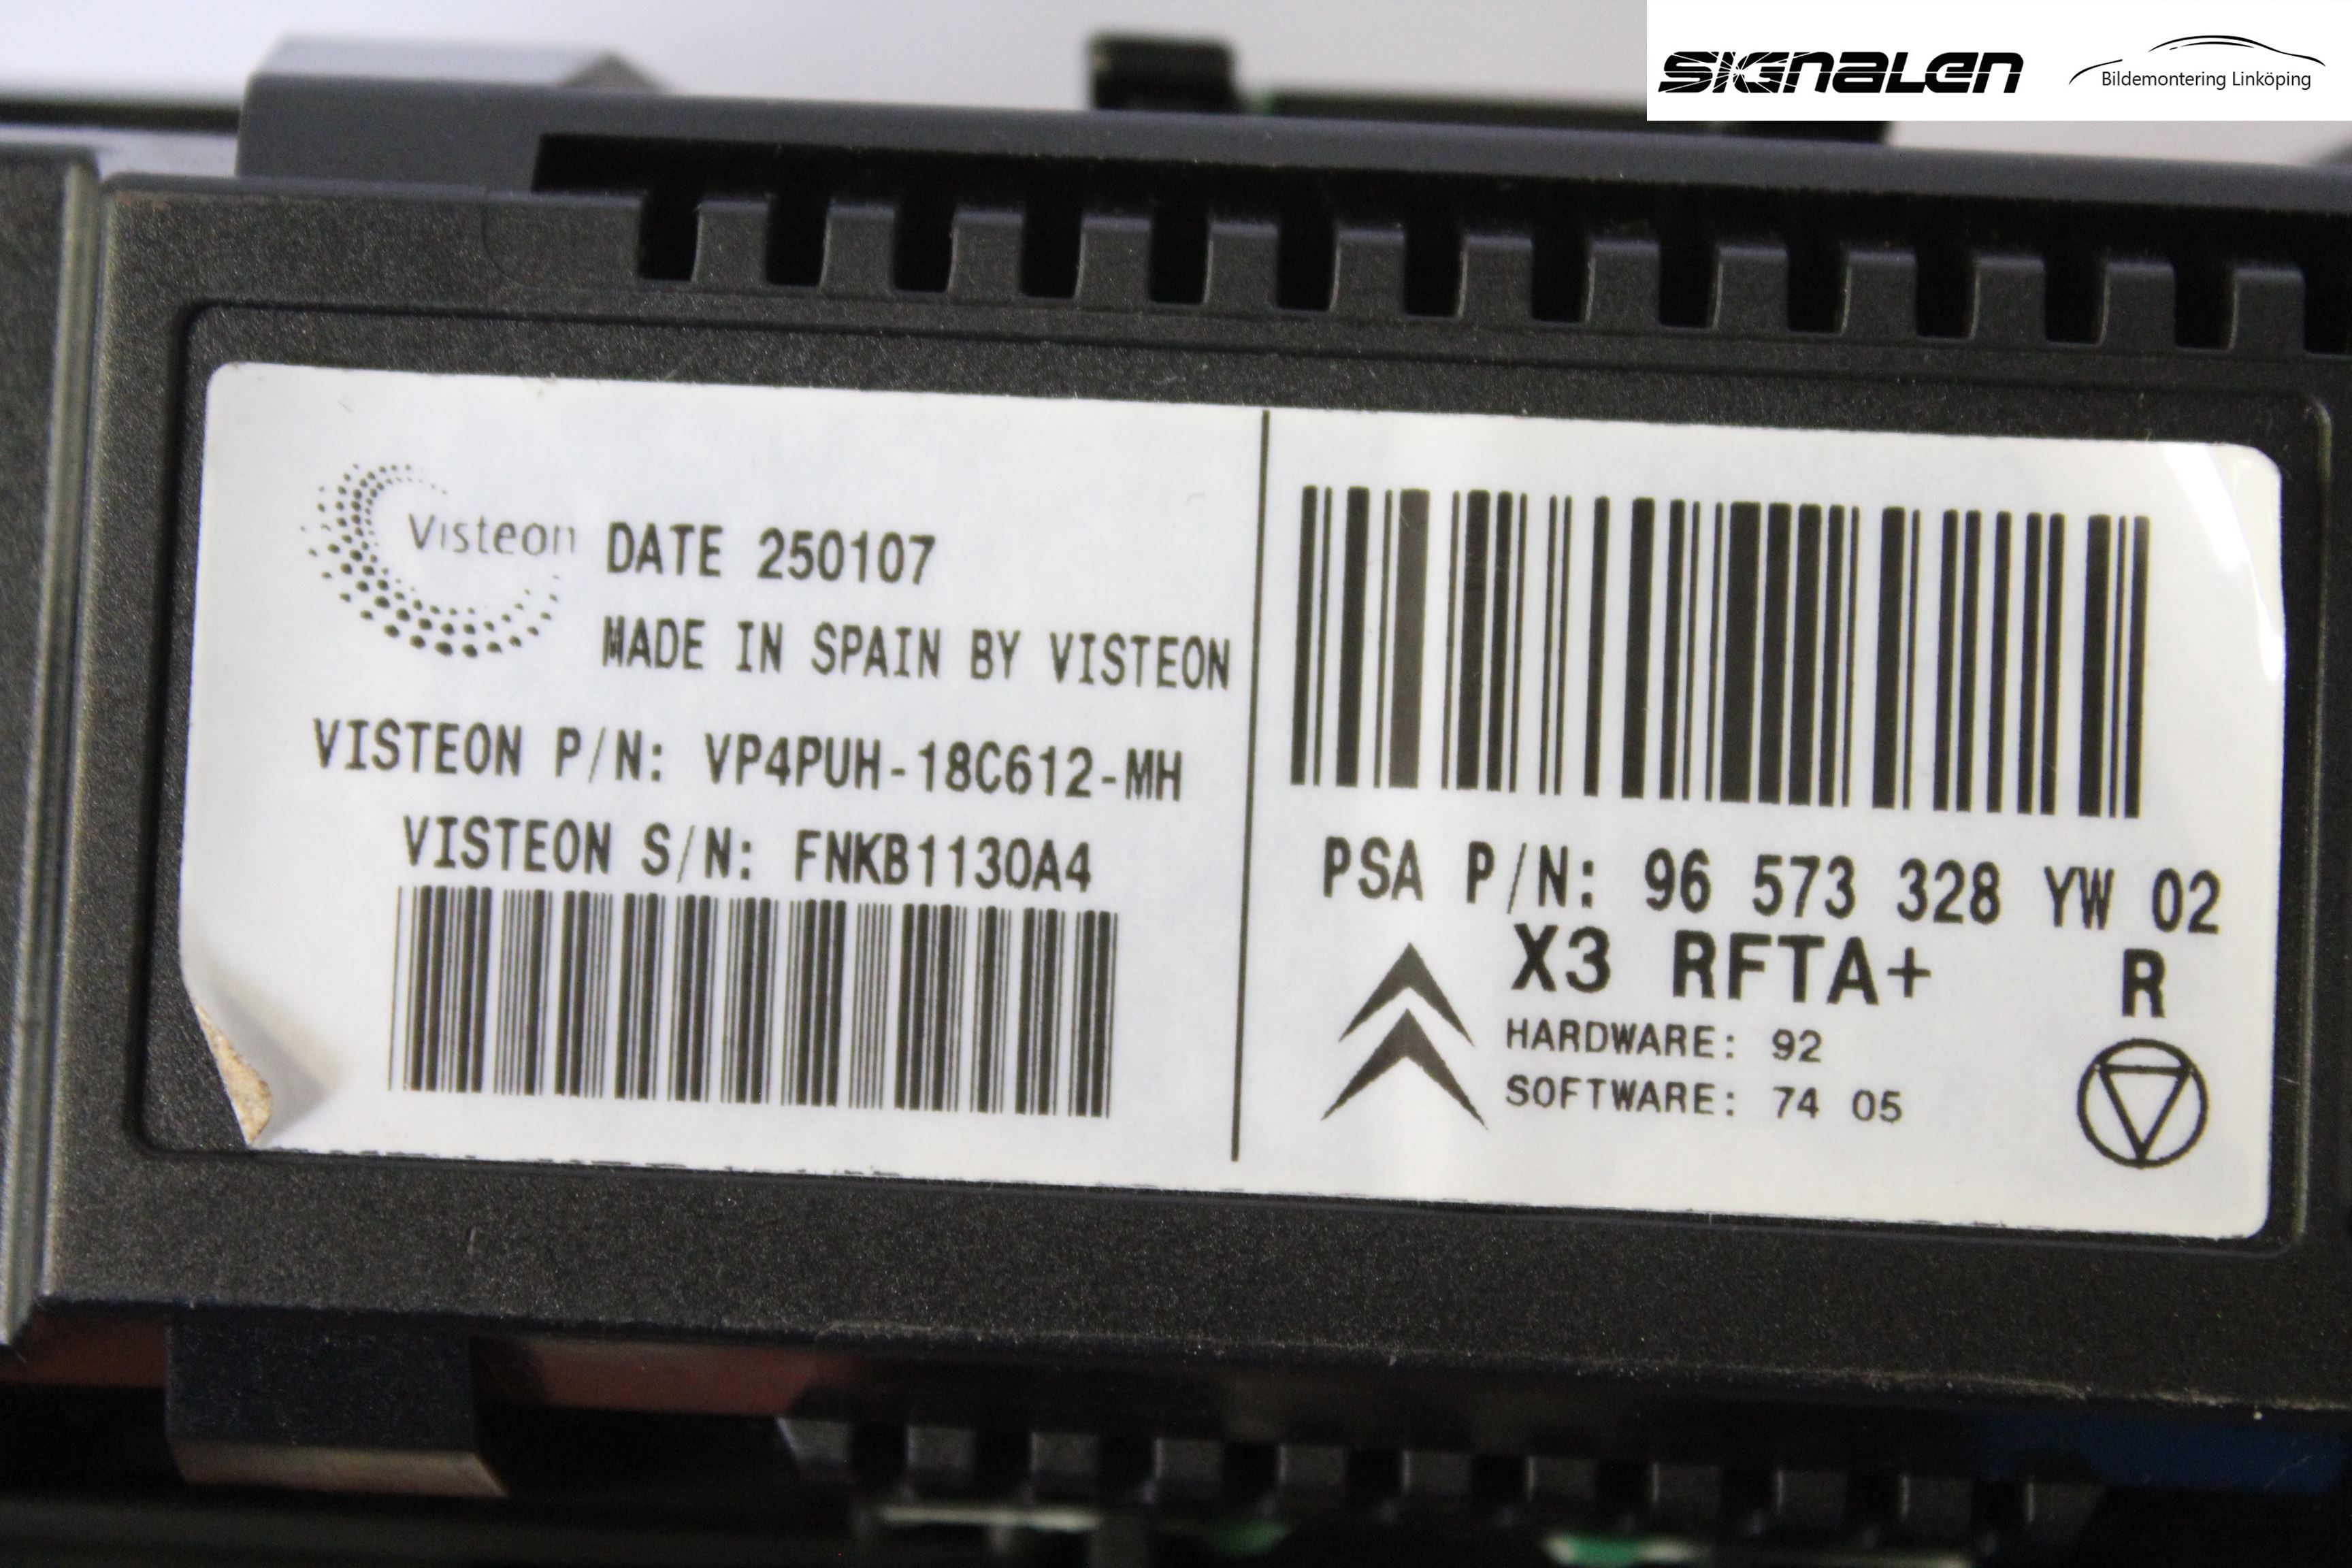 SIGNALEN
Bildemontering Linköping
Visteon
DATE 250107
MADE IN SPAIN BY VISTEON
VISTEON P/N: VP4PUH-18C612-MH
VISTEON S/N: FNKB1130A4
PSA P/N: 96 573 328 YW 02
X3 RFTA+
R
HARDWARE: 92
SOFTWARE: 74 05